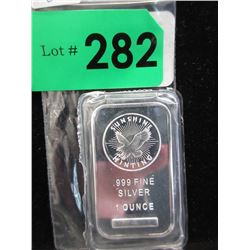 Lot # 282
SUNSHINE
MINTING
.999 FINE
SILVER
1 OUNCE